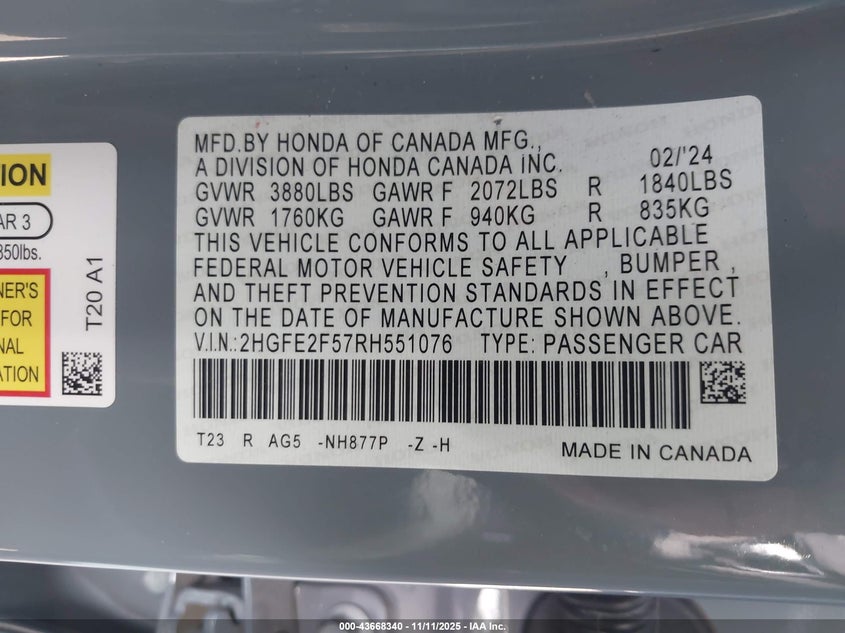 ION
AR 3
850lbs.
NER'S
FOR
NAL
ATION
T20 A1
MFD.BY HONDA OF CANADA MFG.,
A DIVISION OF HONDA CANADA INC. 02/'24
GVWR 3880LBS GAWR F 2072LBS R 1840LBS
GVWR 1760KG GAWR F 940KG R 835KG
THIS VEHICLE CONFORMS TO ALL APPLICABLE
FEDERAL MOTOR VEHICLE SAFETY , BUMPER ,
AND THEFT PREVENTION STANDARDS IN EFFECT
ON THE DATE OF MANUFACTURE SHOWN ABOVE.
V.I.N.:2HGFE2F57RH551076 TYPE: PASSENGER CAR
T23 R AG5 -NH877P -Z -H
MADE IN CANADA
000-43668340 - 11/11/2025 - IAA Inc.